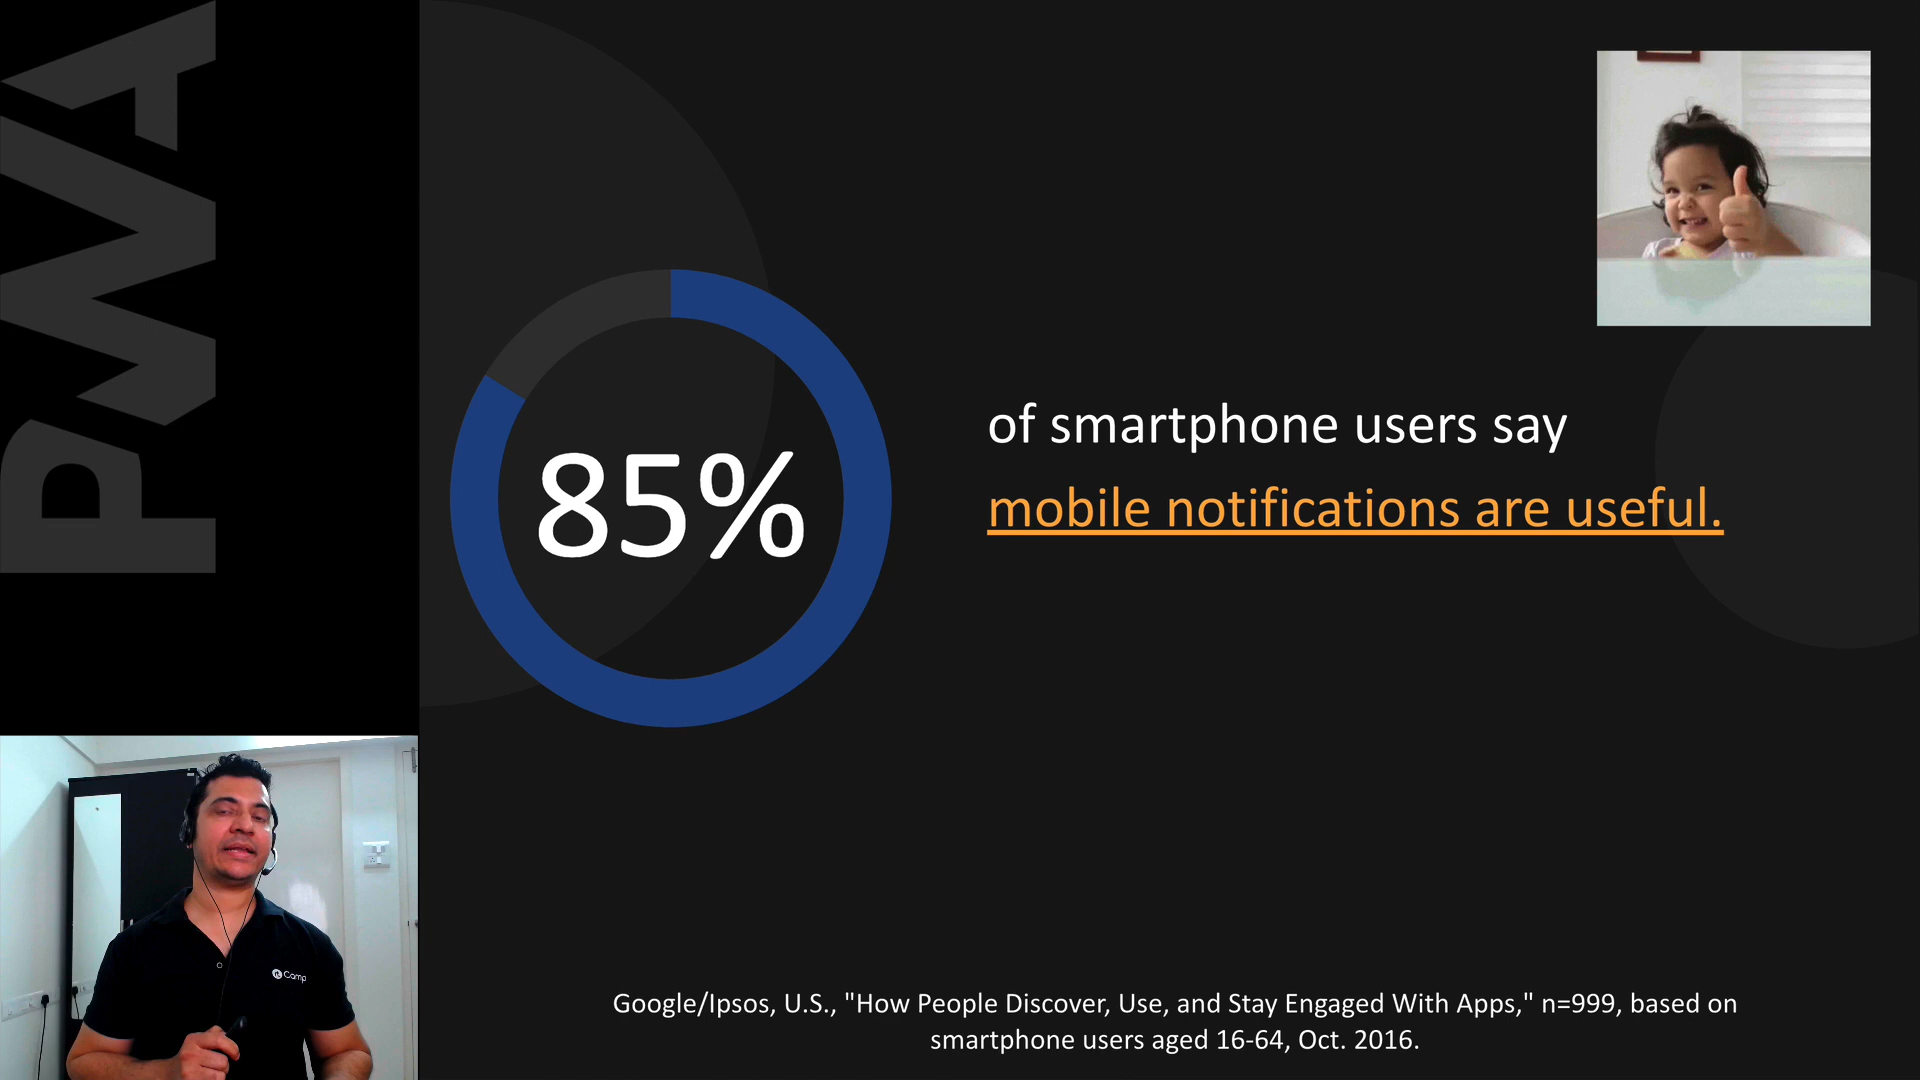 PWA
85%
of smartphone users say
mobile notifications are useful.
rtCamp
Google/Ipsos, U.S., "How People Discover, Use, and Stay Engaged With Apps," n=999, based on
smartphone users aged 16-64, Oct. 2016.